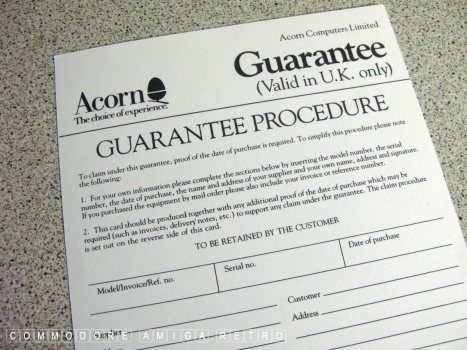 Acorn Computers Limited
Guarantee
(Valid in U.K. only)
Acorn
The choice of experience.
GUARANTEE PROCEDURE
To claim under this guarantee, proof of the date of purchase is required. To simplify this procedure please note
the following:
1. For your own information please complete the sections below by inserting the model number, the serial
number, the date of purchase, the name and address of your supplier and your own name, address and signature.
If you purchased the equipment by mail order please also include your invoice or reference number.
2. This card should be produced together with any additional proof of the date of purchase which may be
required (such as invoices, delivery notes, etc.) to support any claim under the guarantee. The claim procedure
is set out on the reverse side of this card.
TO BE RETAINED BY THE CUSTOMER
Model/Invoice/Ref. no.
Serial no.
Date of purchase
Customer
Address
COMMODORE AMIGA RETRO